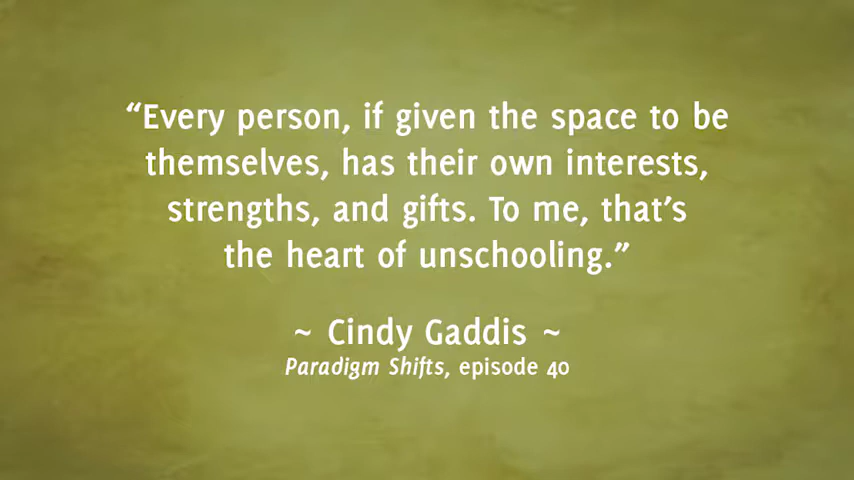 “Every person, if given the space to be
themselves, has their own interests,
strengths, and gifts. To me, that’s
the heart of unschooling.”
~ Cindy Gaddis ~
Paradigm Shifts, episode 40